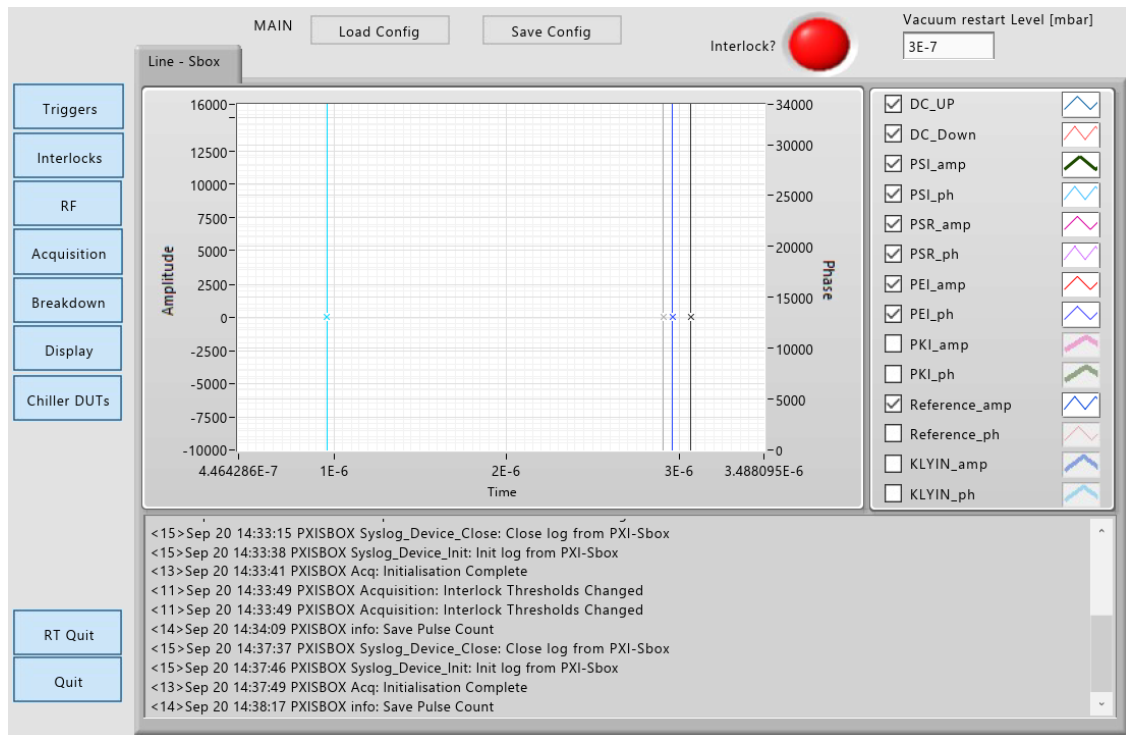 MAIN
Load Config
Save Config
Interlock?
Vacuum restart Level [mbar]
3E-7
Line - Sbox
Triggers
Interlocks
RF
Acquisition
Breakdown
Display
Chiller DUTs
RT Quit
Quit
Amplitude
16000
12500
10000
7500
5000
2500
0
-2500
-5000
-7500
-10000
34000
30000
25000
20000
15000
10000
5000
0
Phase
4.464286E-7
1E-6
2E-6
3E-6
3.488095E-6
Time
DC_UP
DC_Down
PSI_amp
PSI_ph
PSR_amp
PSR_ph
PEI_amp
PEI_ph
PKI_amp
PKI_ph
Reference_amp
Reference_ph
KLYIN_amp
KLYIN_ph
<15>Sep 20 14:33:15 PXISBOX Syslog_Device_Close: Close log from PXI-Sbox
<15>Sep 20 14:33:38 PXISBOX Syslog_Device_Init: Init log from PXI-Sbox
<13>Sep 20 14:33:41 PXISBOX Acq: Initialisation Complete
<11>Sep 20 14:33:49 PXISBOX Acquisition: Interlock Thresholds Changed
<11>Sep 20 14:33:49 PXISBOX Acquisition: Interlock Thresholds Changed
<14>Sep 20 14:34:09 PXISBOX info: Save Pulse Count
<15>Sep 20 14:37:37 PXISBOX Syslog_Device_Close: Close log from PXI-Sbox
<15>Sep 20 14:37:46 PXISBOX Syslog_Device_Init: Init log from PXI-Sbox
<13>Sep 20 14:37:49 PXISBOX Acq: Initialisation Complete
<14>Sep 20 14:38:17 PXISBOX info: Save Pulse Count